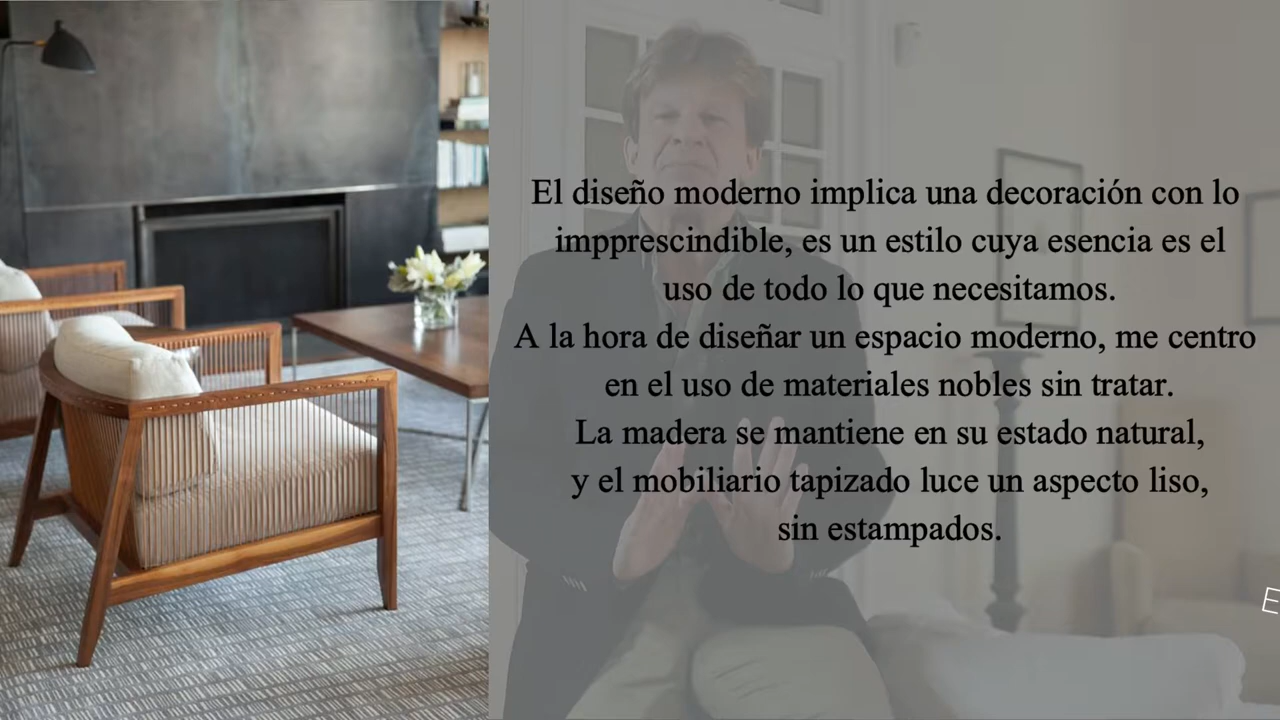 El diseño moderno implica una decoración con lo
impprescindible, es un estilo cuya esencia es el
uso de todo lo que necesitamos.
A la hora de diseñar un espacio moderno, me centro
en el uso de materiales nobles sin tratar.
La madera se mantiene en su estado natural,
y el mobiliario tapizado luce un aspecto liso,
sin estampados.
E